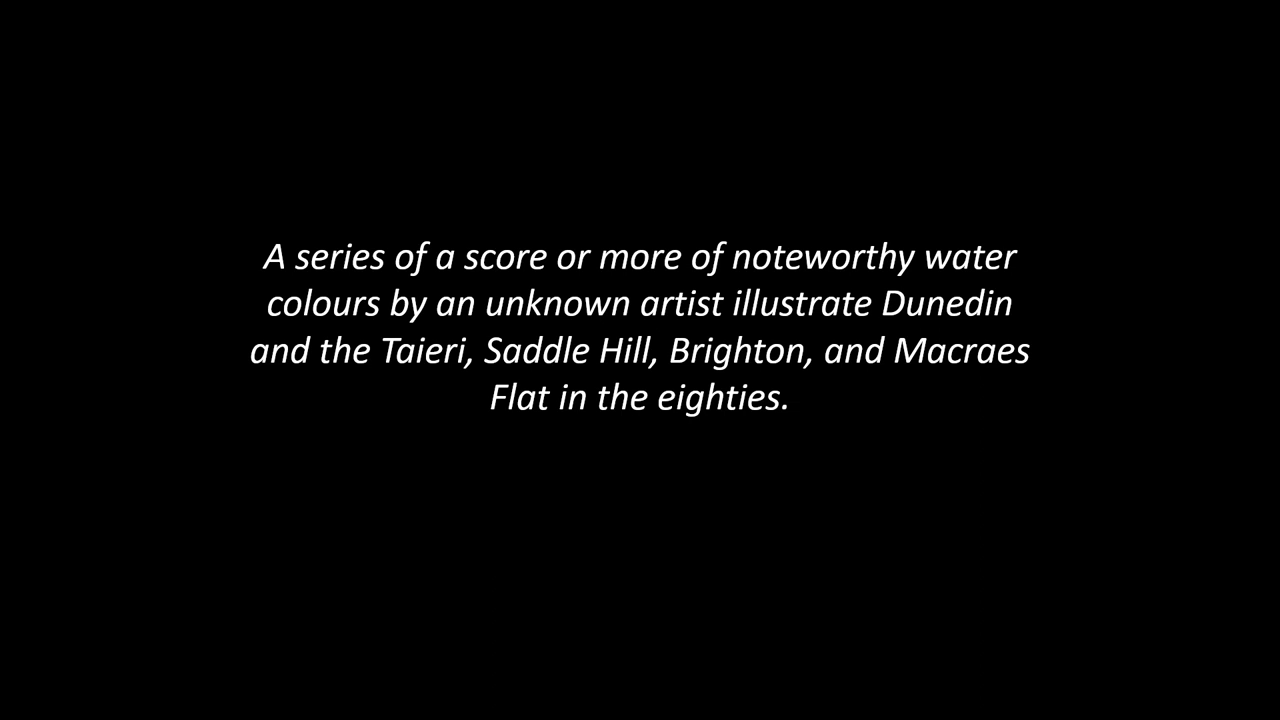 A series of a score or more of noteworthy water
colours by an unknown artist illustrate Dunedin
and the Taieri, Saddle Hill, Brighton, and Macraes
Flat in the eighties.